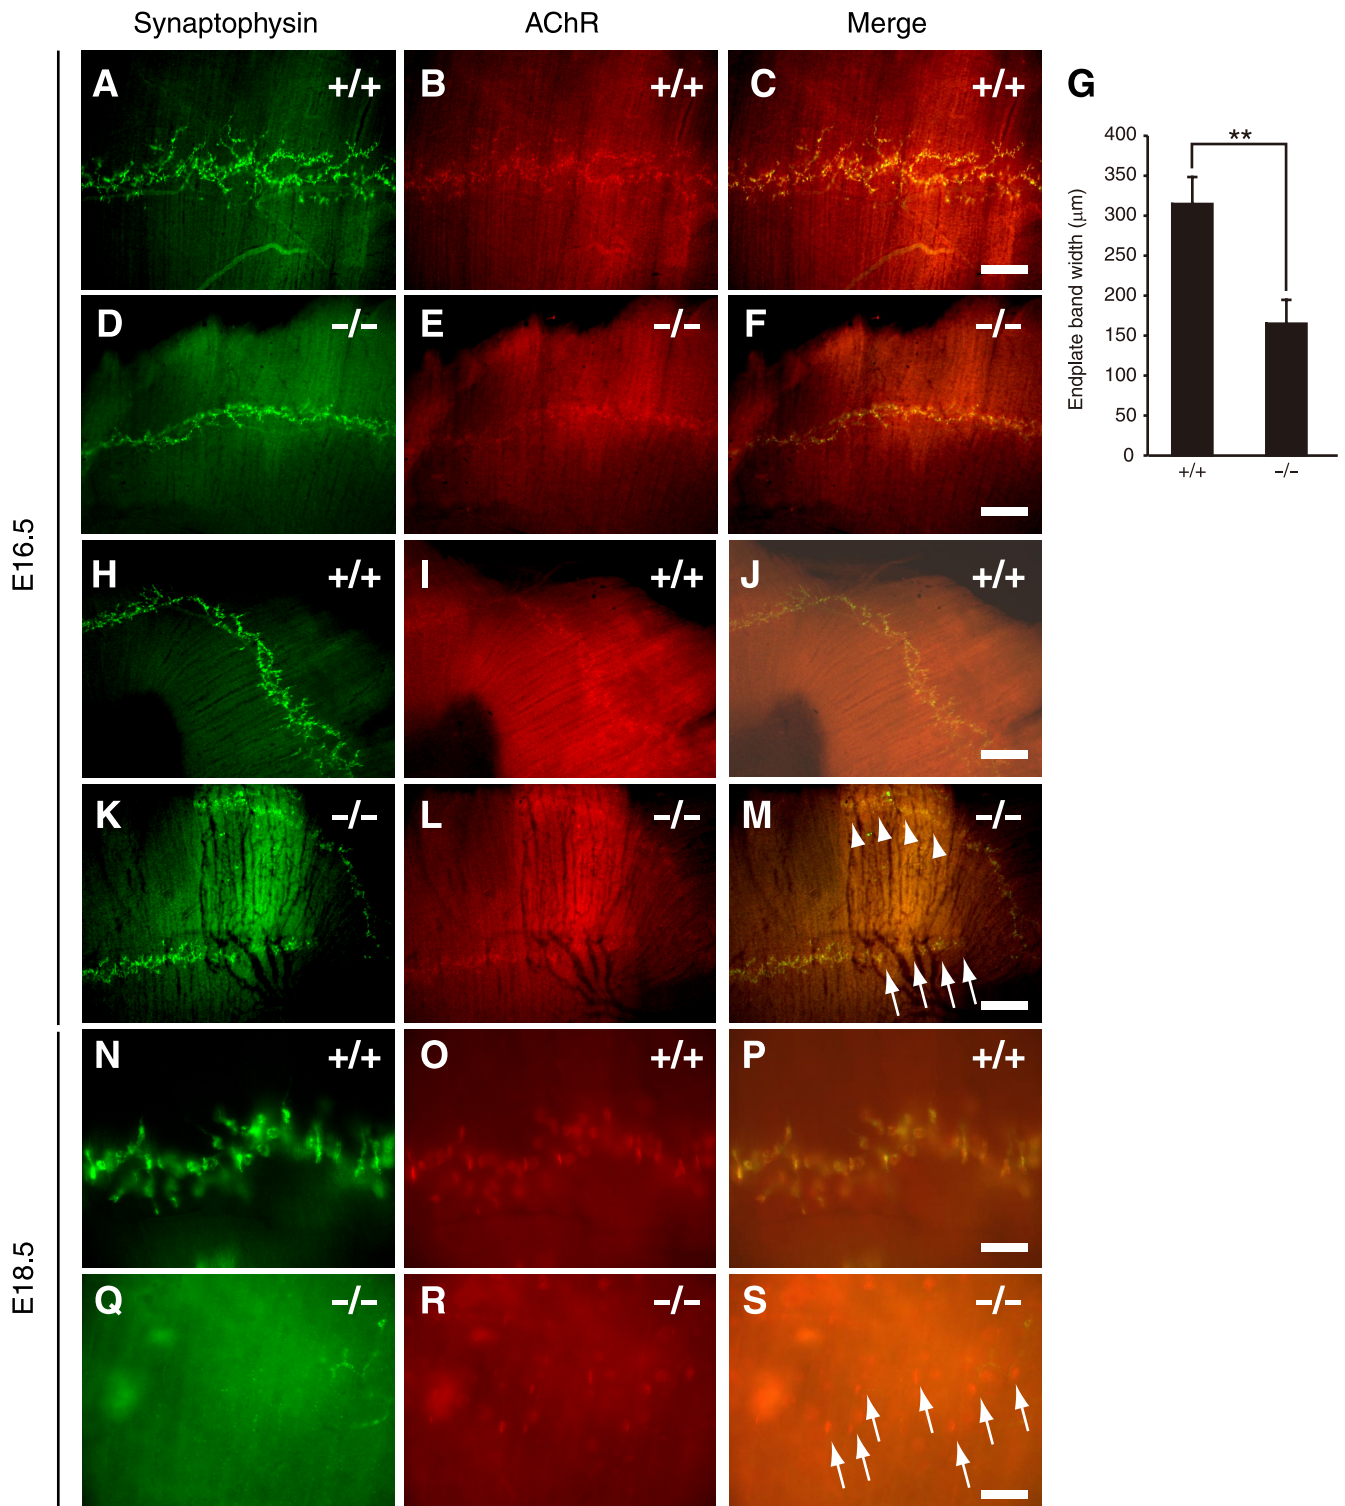 Synaptophysin AChR Merge
A +/+ B +/+ C +/+ G
400
350
300
250
200
150
100
50
0
Endplate band width (μm)
**
+/+ −/−
D −/− E −/− F −/−
E16.5
H +/+ I +/+ J +/+
K −/− L −/− M −/−
N +/+ O +/+ P +/+
E18.5
Q −/− R −/− S −/−